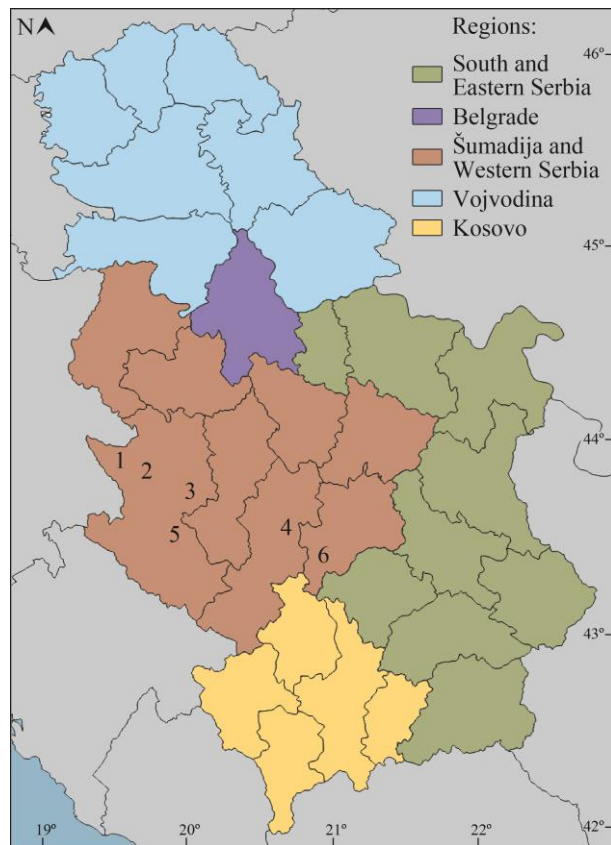 N
Regions:
South and
Eastern Serbia
Belgrade
Šumadija and
Western Serbia
Vojvodina
Kosovo
46°
45°
44°
43°
42°
1
2
3
4
5
6
19°
20°
21°
22°